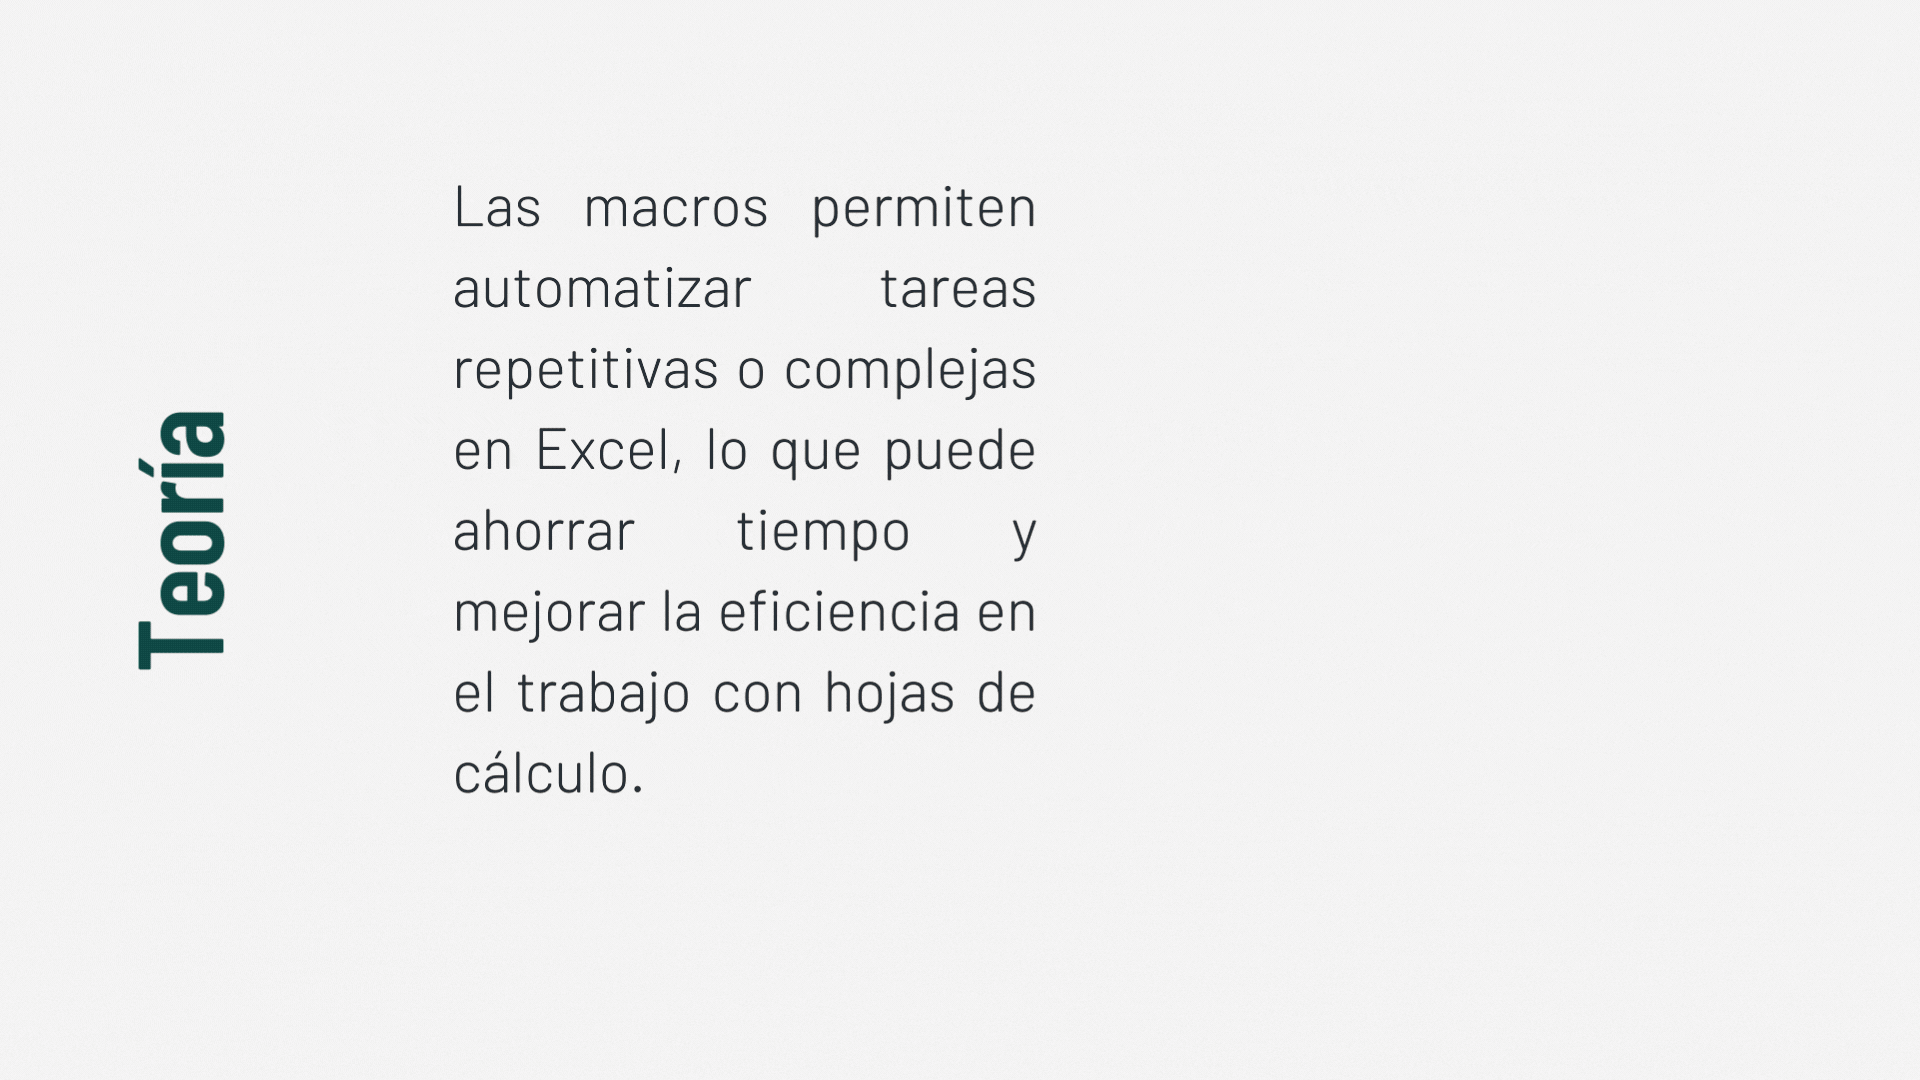 Teoría
Las macros permiten
automatizar tareas
repetitivas o complejas
en Excel, lo que puede
ahorrar tiempo y
mejorar la eficiencia en
el trabajo con hojas de
cálculo.